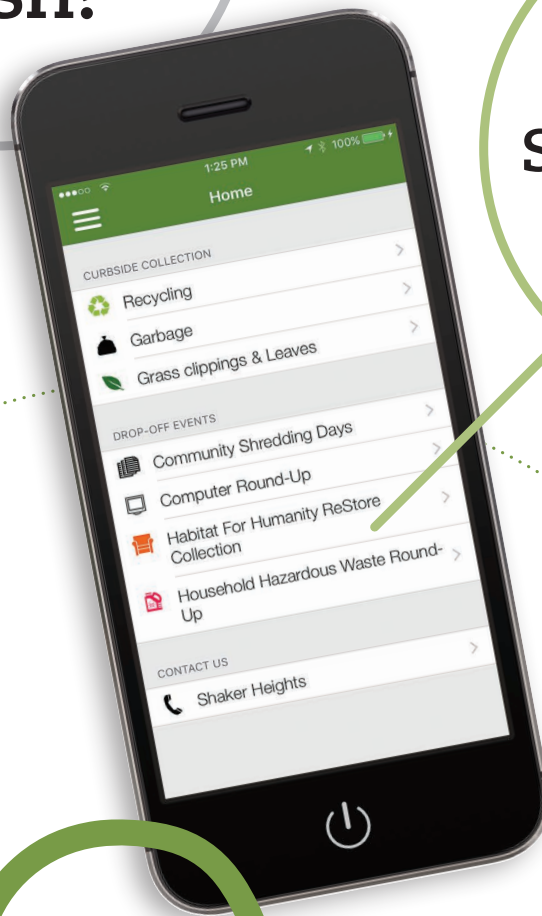 1:25 PM
100%
Home
CURBSIDE COLLECTION
Recycling
Garbage
Grass clippings & Leaves
DROP-OFF EVENTS
Community Shredding Days
Computer Round-Up
Habitat For Humanity ReStore
Collection
Household Hazardous Waste Round-
Up
CONTACT US
Shaker Heights